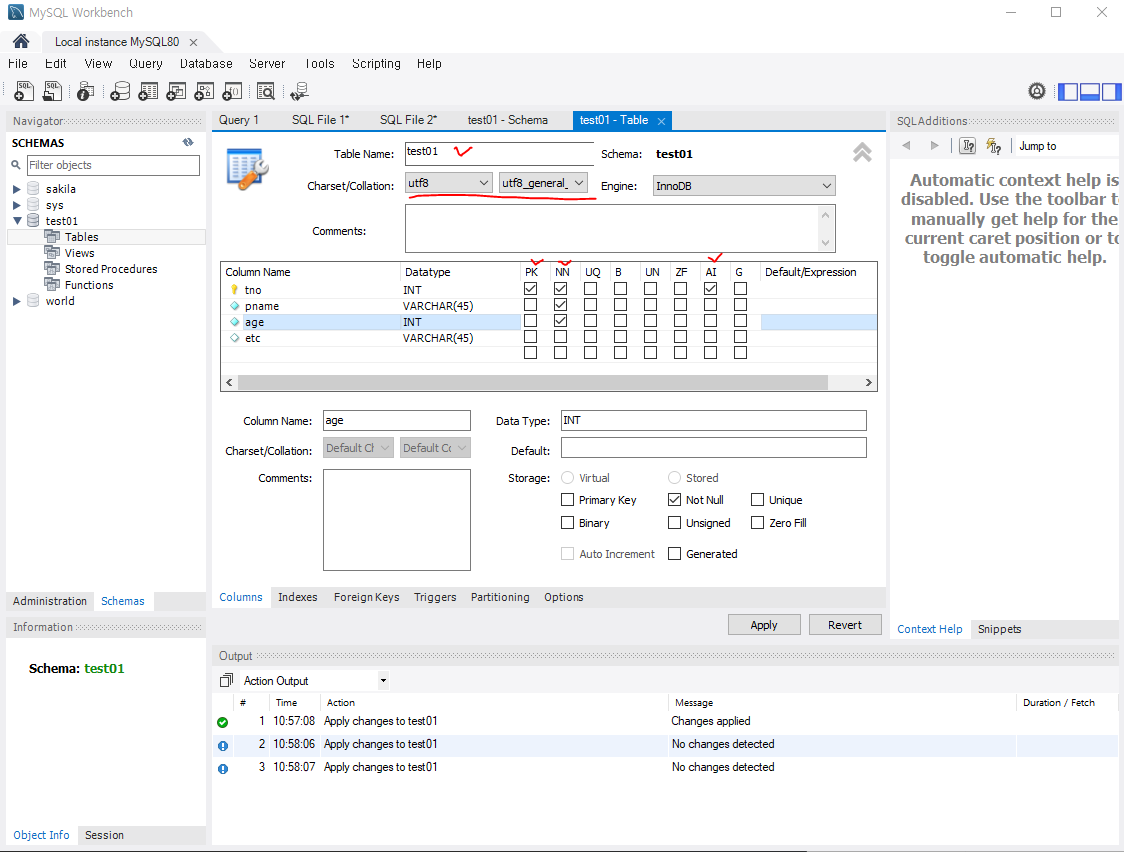 MySQL Workbench
Local instance MySQL80
File Edit View Query Database Server Tools Scripting Help
Navigator
SCHEMAS
Filter objects
sakila
sys
test01
Tables
Views
Stored Procedures
Functions
world
Administration Schemas
Information
Schema: test01
Object Info Session
Query 1 SQL File 1* SQL File 2* test01 - Schema test01 - Table
Table Name: test01 Schema: test01
Charset/Collation: utf8 utf8_general_ Engine: InnoDB
Comments:
Column Name Datatype PK NN UQ B UN ZF AI G Default/Expression
tno INT
pname VARCHAR(45)
age INT
etc VARCHAR(45)
Column Name: age Data Type: INT
Charset/Collation: Default Ch Default Co Default:
Comments: Storage: Virtual Stored
Primary Key Not Null Unique
Binary Unsigned Zero Fill
Auto Increment Generated
Columns Indexes Foreign Keys Triggers Partitioning Options
Apply Revert
SQLAdditions
Jump to
Automatic context help is
disabled. Use the toolbar t
manually get help for the
current caret position or to
toggle automatic help.
Context Help Snippets
Output
Action Output
# Time Action Message Duration / Fetch
1 10:57:08 Apply changes to test01 Changes applied
2 10:58:06 Apply changes to test01 No changes detected
3 10:58:07 Apply changes to test01 No changes detected